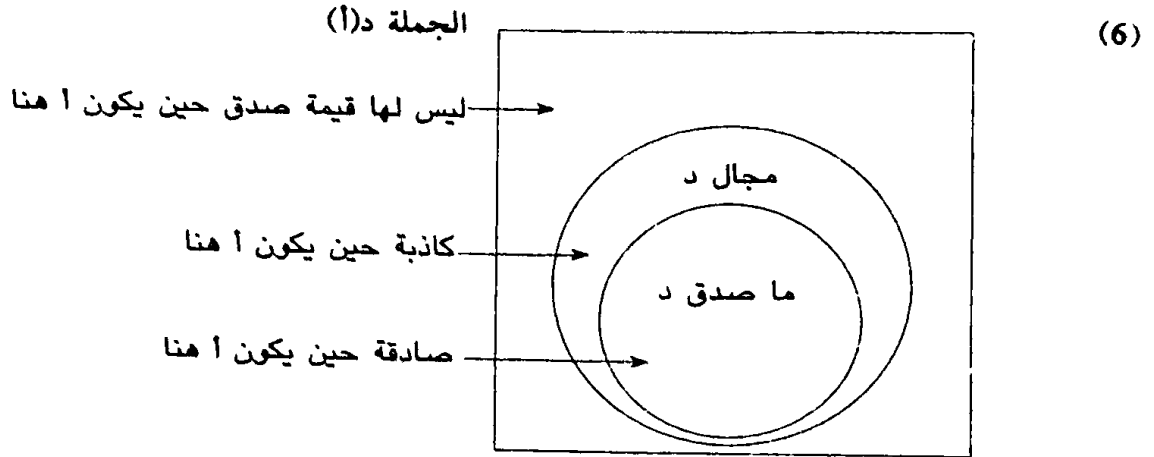 (6)
الجملة د(أ)
ليس لها قيمة صدق حين يكون أ هنا
مجال د
كاذبة حين يكون أ هنا
ما صدق د
صادقة حين يكون أ هنا